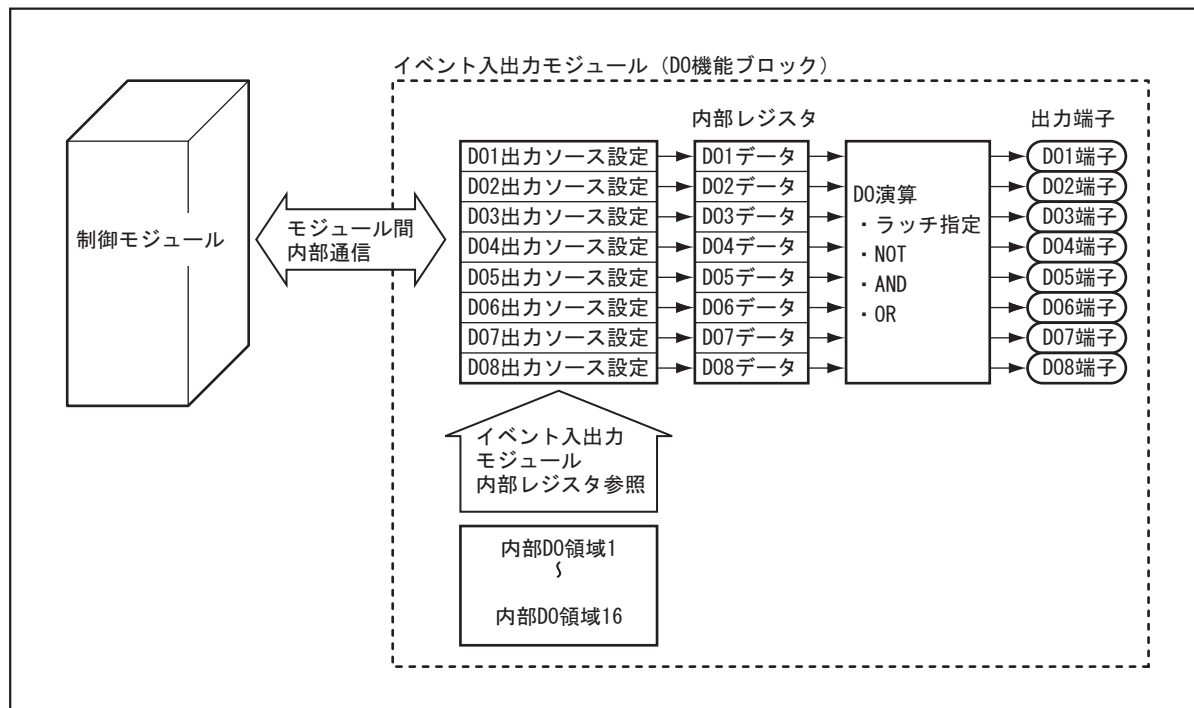 イベント入出力モジュール（DO機能ブロック）
制御モジュール
モジュール間
内部通信
内部レジスタ
出力端子
DO1出力ソース設定
DO2出力ソース設定
DO3出力ソース設定
DO4出力ソース設定
DO5出力ソース設定
DO6出力ソース設定
DO7出力ソース設定
DO8出力ソース設定
DO1データ
DO2データ
DO3データ
DO4データ
DO5データ
DO6データ
DO7データ
DO8データ
DO演算
・ラッチ指定
・NOT
・AND
・OR
DO1端子
DO2端子
DO3端子
DO4端子
DO5端子
DO6端子
DO7端子
DO8端子
イベント入出力
モジュール
内部レジスタ参照
内部DO領域1
～
内部DO領域16